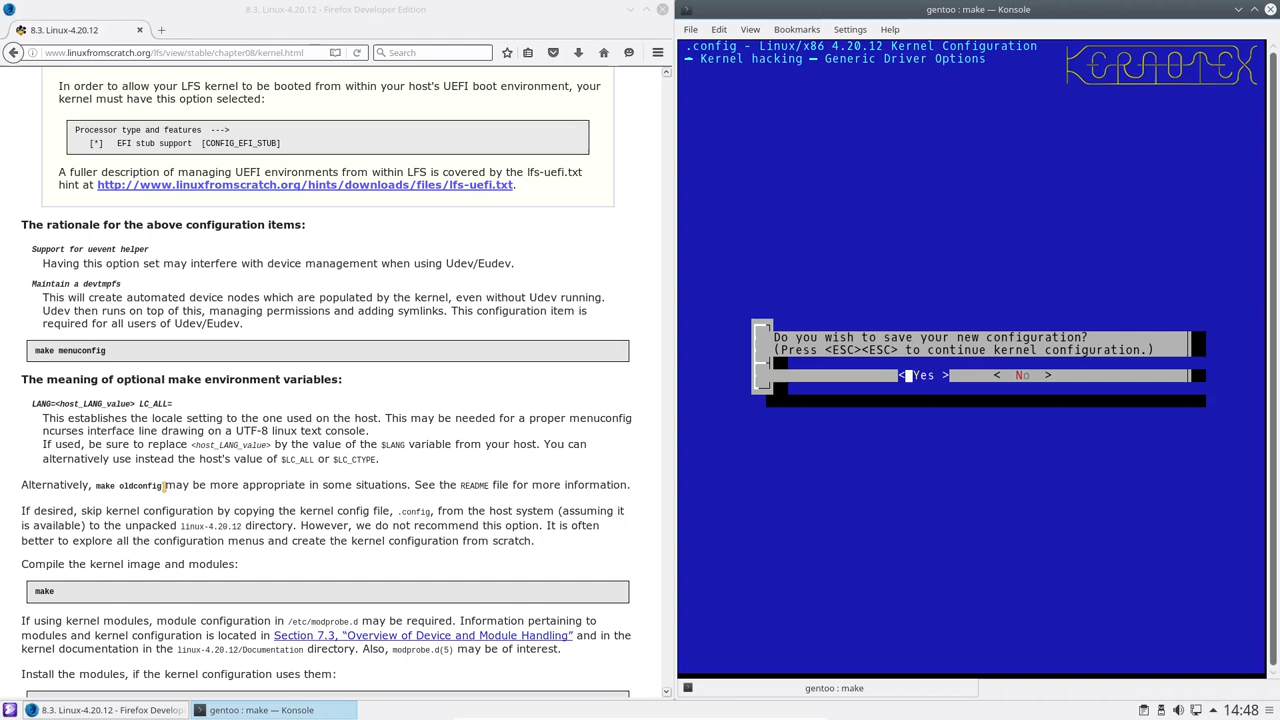 8.3. Linux-4.20.12 - Firefox Developer Edition
8.3. Linux-4.20.12
www.linuxfromscratch.org/lfs/view/stable/chapter08/kernel.html
Search
In order to allow your LFS kernel to be booted from within your host's UEFI boot environment, your
kernel must have this option selected:
Processor type and features --->
[*] EFI stub support [CONFIG_EFI_STUB]
A fuller description of managing UEFI environments from within LFS is covered by the lfs-uefi.txt
hint at http://www.linuxfromscratch.org/hints/downloads/files/lfs-uefi.txt.
The rationale for the above configuration items:
Support for uevent helper
Having this option set may interfere with device management when using Udev/Eudev.
Maintain a devtmpfs
This will create automated device nodes which are populated by the kernel, even without Udev running.
Udev then runs on top of this, managing permissions and adding symlinks. This configuration item is
required for all users of Udev/Eudev.
make menuconfig
The meaning of optional make environment variables:
LANG=<host_LANG_value> LC_ALL=
This establishes the locale setting to the one used on the host. This may be needed for a proper menuconfig
ncurses interface line drawing on a UTF-8 linux text console.
If used, be sure to replace <host_LANG_value> by the value of the $LANG variable from your host. You can
alternatively use instead the host's value of $LC_ALL or $LC_CTYPE.
Alternatively, make oldconfig may be more appropriate in some situations. See the README file for more information.
If desired, skip kernel configuration by copying the kernel config file, .config, from the host system (assuming it
is available) to the unpacked linux-4.20.12 directory. However, we do not recommend this option. It is often
better to explore all the configuration menus and create the kernel configuration from scratch.
Compile the kernel image and modules:
make
If using kernel modules, module configuration in /etc/modprobe.d may be required. Information pertaining to
modules and kernel configuration is located in Section 7.3, “Overview of Device and Module Handling” and in the
kernel documentation in the linux-4.20.12/Documentation directory. Also, modprobe.d(5) may be of interest.
Install the modules, if the kernel configuration uses them:
gentoo : make — Konsole
File Edit View Bookmarks Settings Help
.config - Linux/x86 4.20.12 Kernel Configuration
→ Kernel hacking → Generic Driver Options
KERAOTEX
Do you wish to save your new configuration?
(Press <ESC><ESC> to continue kernel configuration.)
< Yes > < No >
gentoo : make
8.3. Linux-4.20.12 - Firefox Develop
gentoo : make — Konsole
14:48